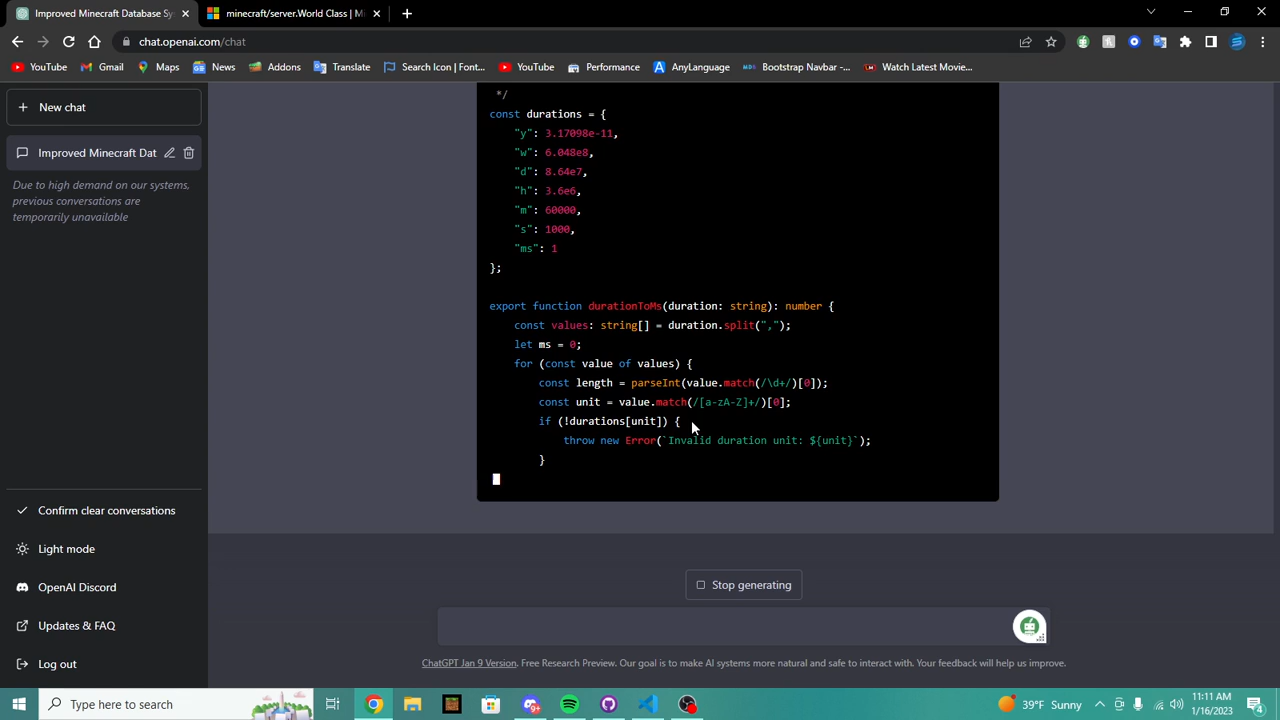 Improved Minecraft Database Sy
minecraft/server.World Class | M
chat.openai.com/chat
YouTube
Gmail
Maps
News
Addons
Translate
Search Icon | Font...
YouTube
Performance
AnyLanguage
Bootstrap Navbar -...
Watch Latest Movie...
New chat
Improved Minecraft Dat
Due to high demand on our systems,
previous conversations are
temporarily unavailable
*/
const durations = {
"y": 3.17098e-11,
"w": 6.048e8,
"d": 8.64e7,
"h": 3.6e6,
"m": 60000,
"s": 1000,
"ms": 1
};
export function durationToMs(duration: string): number {
const values: string[] = duration.split(",");
let ms = 0;
for (const value of values) {
const length = parseInt(value.match(/\d+/)[0]);
const unit = value.match(/[a-zA-Z]+/)[0];
if (!durations[unit]) {
throw new Error(`Invalid duration unit: ${unit}`);
}
Confirm clear conversations
Light mode
OpenAI Discord
Updates & FAQ
Log out
Stop generating
ChatGPT Jan 9 Version. Free Research Preview. Our goal is to make AI systems more natural and safe to interact with. Your feedback will help us improve.
Type here to search
39°F Sunny
11:11 AM
1/16/2023
4